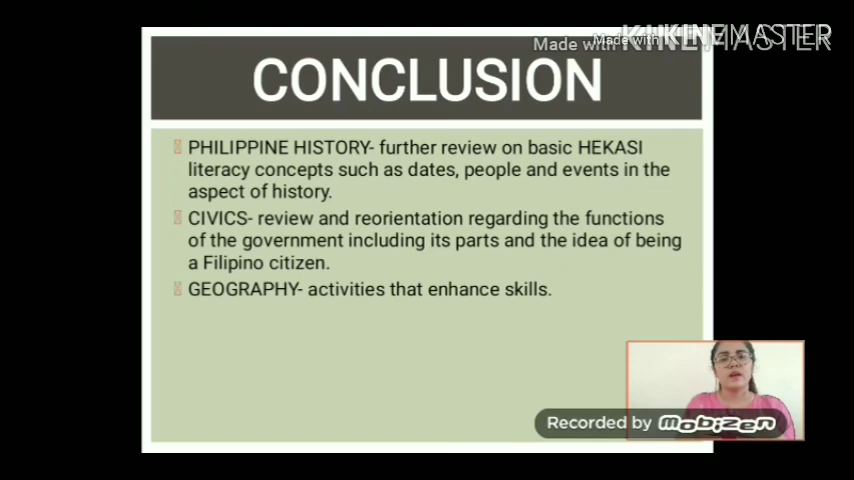 Made with KINEMASTER
Made with KINEMASTER
CONCLUSION
PHILIPPINE HISTORY- further review on basic HEKASI
literacy concepts such as dates, people and events in the
aspect of history.
CIVICS- review and reorientation regarding the functions
of the government including its parts and the idea of being
a Filipino citizen.
GEOGRAPHY- activities that enhance skills.
Recorded by mobizen